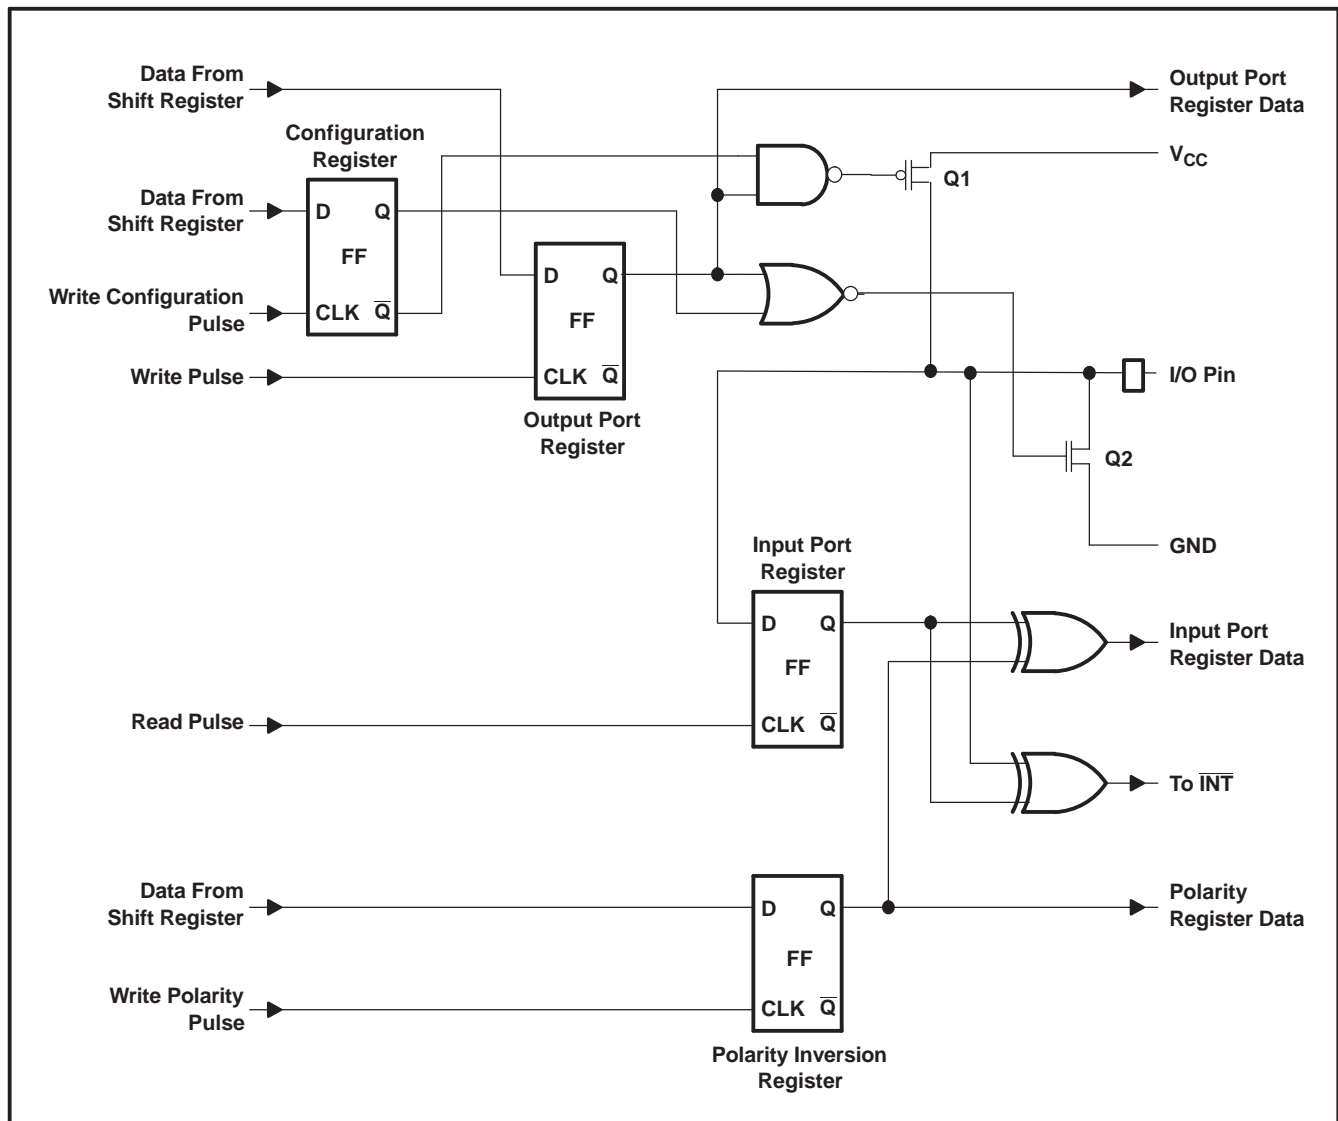 Data From
Shift Register
Output Port
Register Data
Configuration
Register
VCC
Q1
Data From
Shift Register
D
Q
FF
D
Q
Write Configuration
Pulse
CLK
Q̅
FF
Write Pulse
CLK
Q̅
I/O Pin
Output Port
Register
Q2
Input Port
Register
GND
D
Q
Input Port
Register Data
FF
Read Pulse
CLK
Q̅
To I̅N̅T̅
Data From
Shift Register
D
Q
Polarity
Register Data
FF
Write Polarity
Pulse
CLK
Q̅
Polarity Inversion
Register